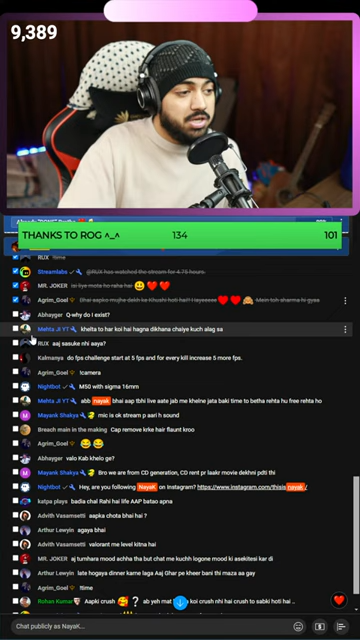 9,389
THANKS TO ROG ^_^ 134 101
RUX !time
Streamlabs @RUX has watched the stream for 4.75 hours.
MR. JOKER isi liye mota ho raha hai
Agrim_Goel Bhai aapko mujhe dekh ke khushi hoti hai? I layeeeee Mein toh sharma hi gyaa
Abhayger Q-why do I exist?
Mehta JI YT khelta to har koi hai hagna dikhana chaiye kuch alag sa
RUX aaj sasuke nhi aaya?
Kalmanya do fps challenge start at 5 fps and for every kill increase 5 more fps.
Agrim_Goel !camera
Nightbot M50 with sigma 16mm
Mehta JI YT abb nayak bhai aap tbhi live aate jab me kheine jata baki time to betha rehtu hu free rehta ho
Mayank Shakya mic is ok stream p aari h sound
Breach main in the making Cap remove krke hair flaunt kroo
Agrim_Goel
Abhayger valo Kab khelo ge?
Mayank Shakya Bro we are from CD generation, CD rent pr laakr movie dekhni pdti thi
Nightbot Hey, are you following NayaK on Instagram? https://www.instagram.com/thisisnayak/
katpa plays badia chal Rahi hai life AAP batao apna
Advith Vasamsetti aapka chota bhai hai ?
Arthur Lewyin agaya bhai
Advith Vasamsetti valorant me level kitna hai
MR. JOKER aj tumhara mood achha tha but chat me kuchh logone mood ki asekitesi kar di
Arthur Lewyin late hogaya dinner karne laga Aaj Ghar pe kheer bani thi maza aa gay
Agrim_Goel !time
Rohan Kumar Aapki crush ? ab yeh mat koi crush nhi hai crush to sabki hoti hai ..
Chat publicly as NayaK...